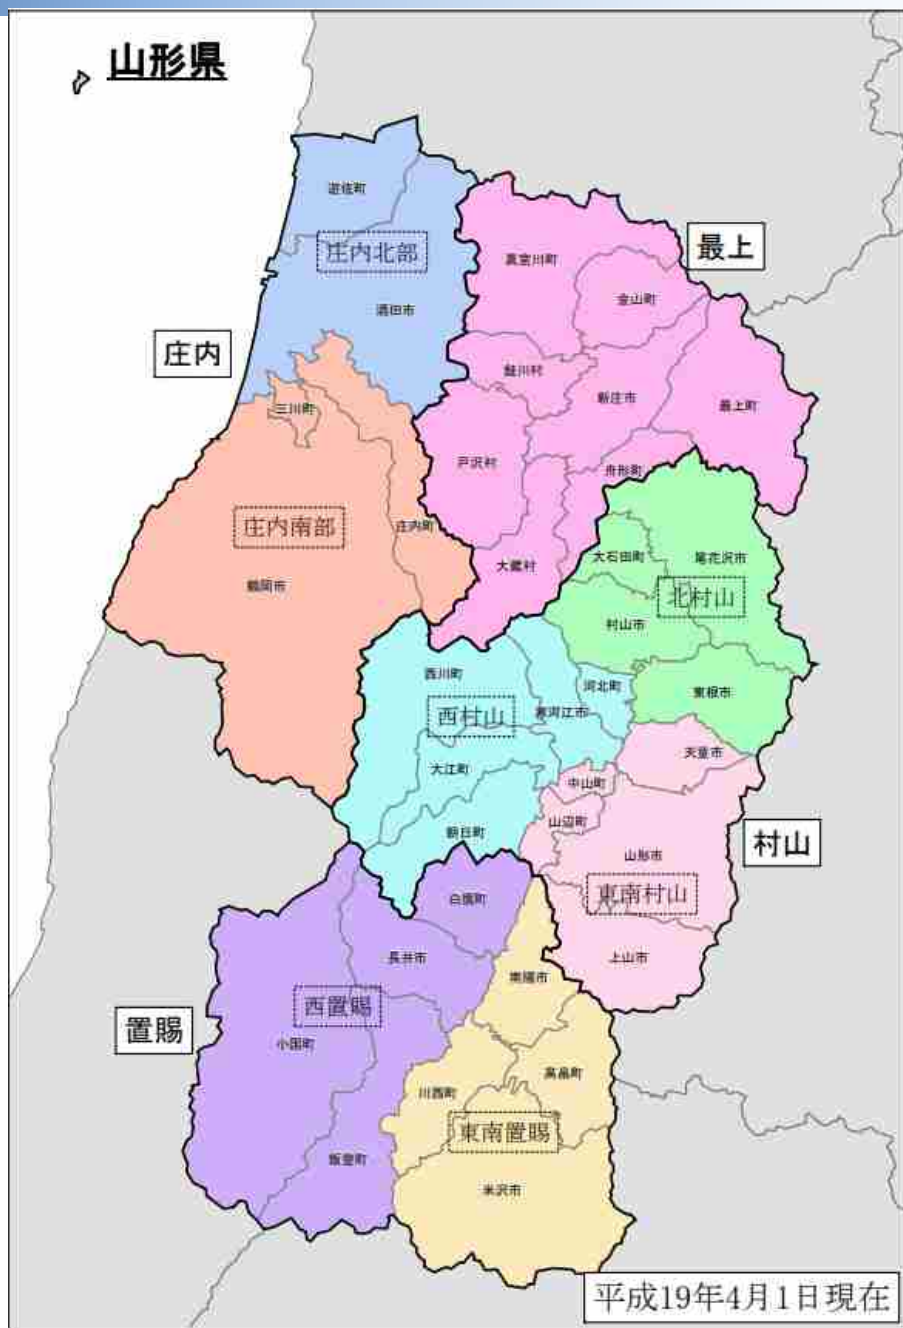 山形県
遊佐町
庄内北部
最上
真室川町
金山町
酒田市
庄内
鮭川村
新庄市
三川町
最上町
戸沢村
舟形町
庄内南部
庄内町
大石田町
尾花沢市
大蔵村
鶴岡市
北村山
村山市
西川町
河北町
東根市
西村山
寒河江市
天童市
大江町
中山町
山辺町
朝日町
村山
山形市
東南村山
白鷹町
長井市
上山市
南陽市
西置賜
置賜
小国町
高畠町
川西町
東南置賜
飯豊町
米沢市
平成19年4月1日現在